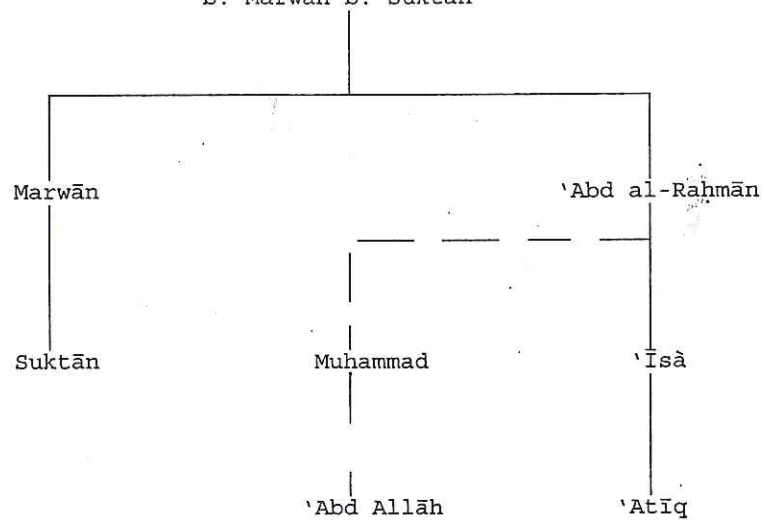 b. Marwān b. Suktān
Marwān ‛Abd al-Rahmān
Suktān Muhammad ‛Īsà
‛Abd Allāh ‛Atīq